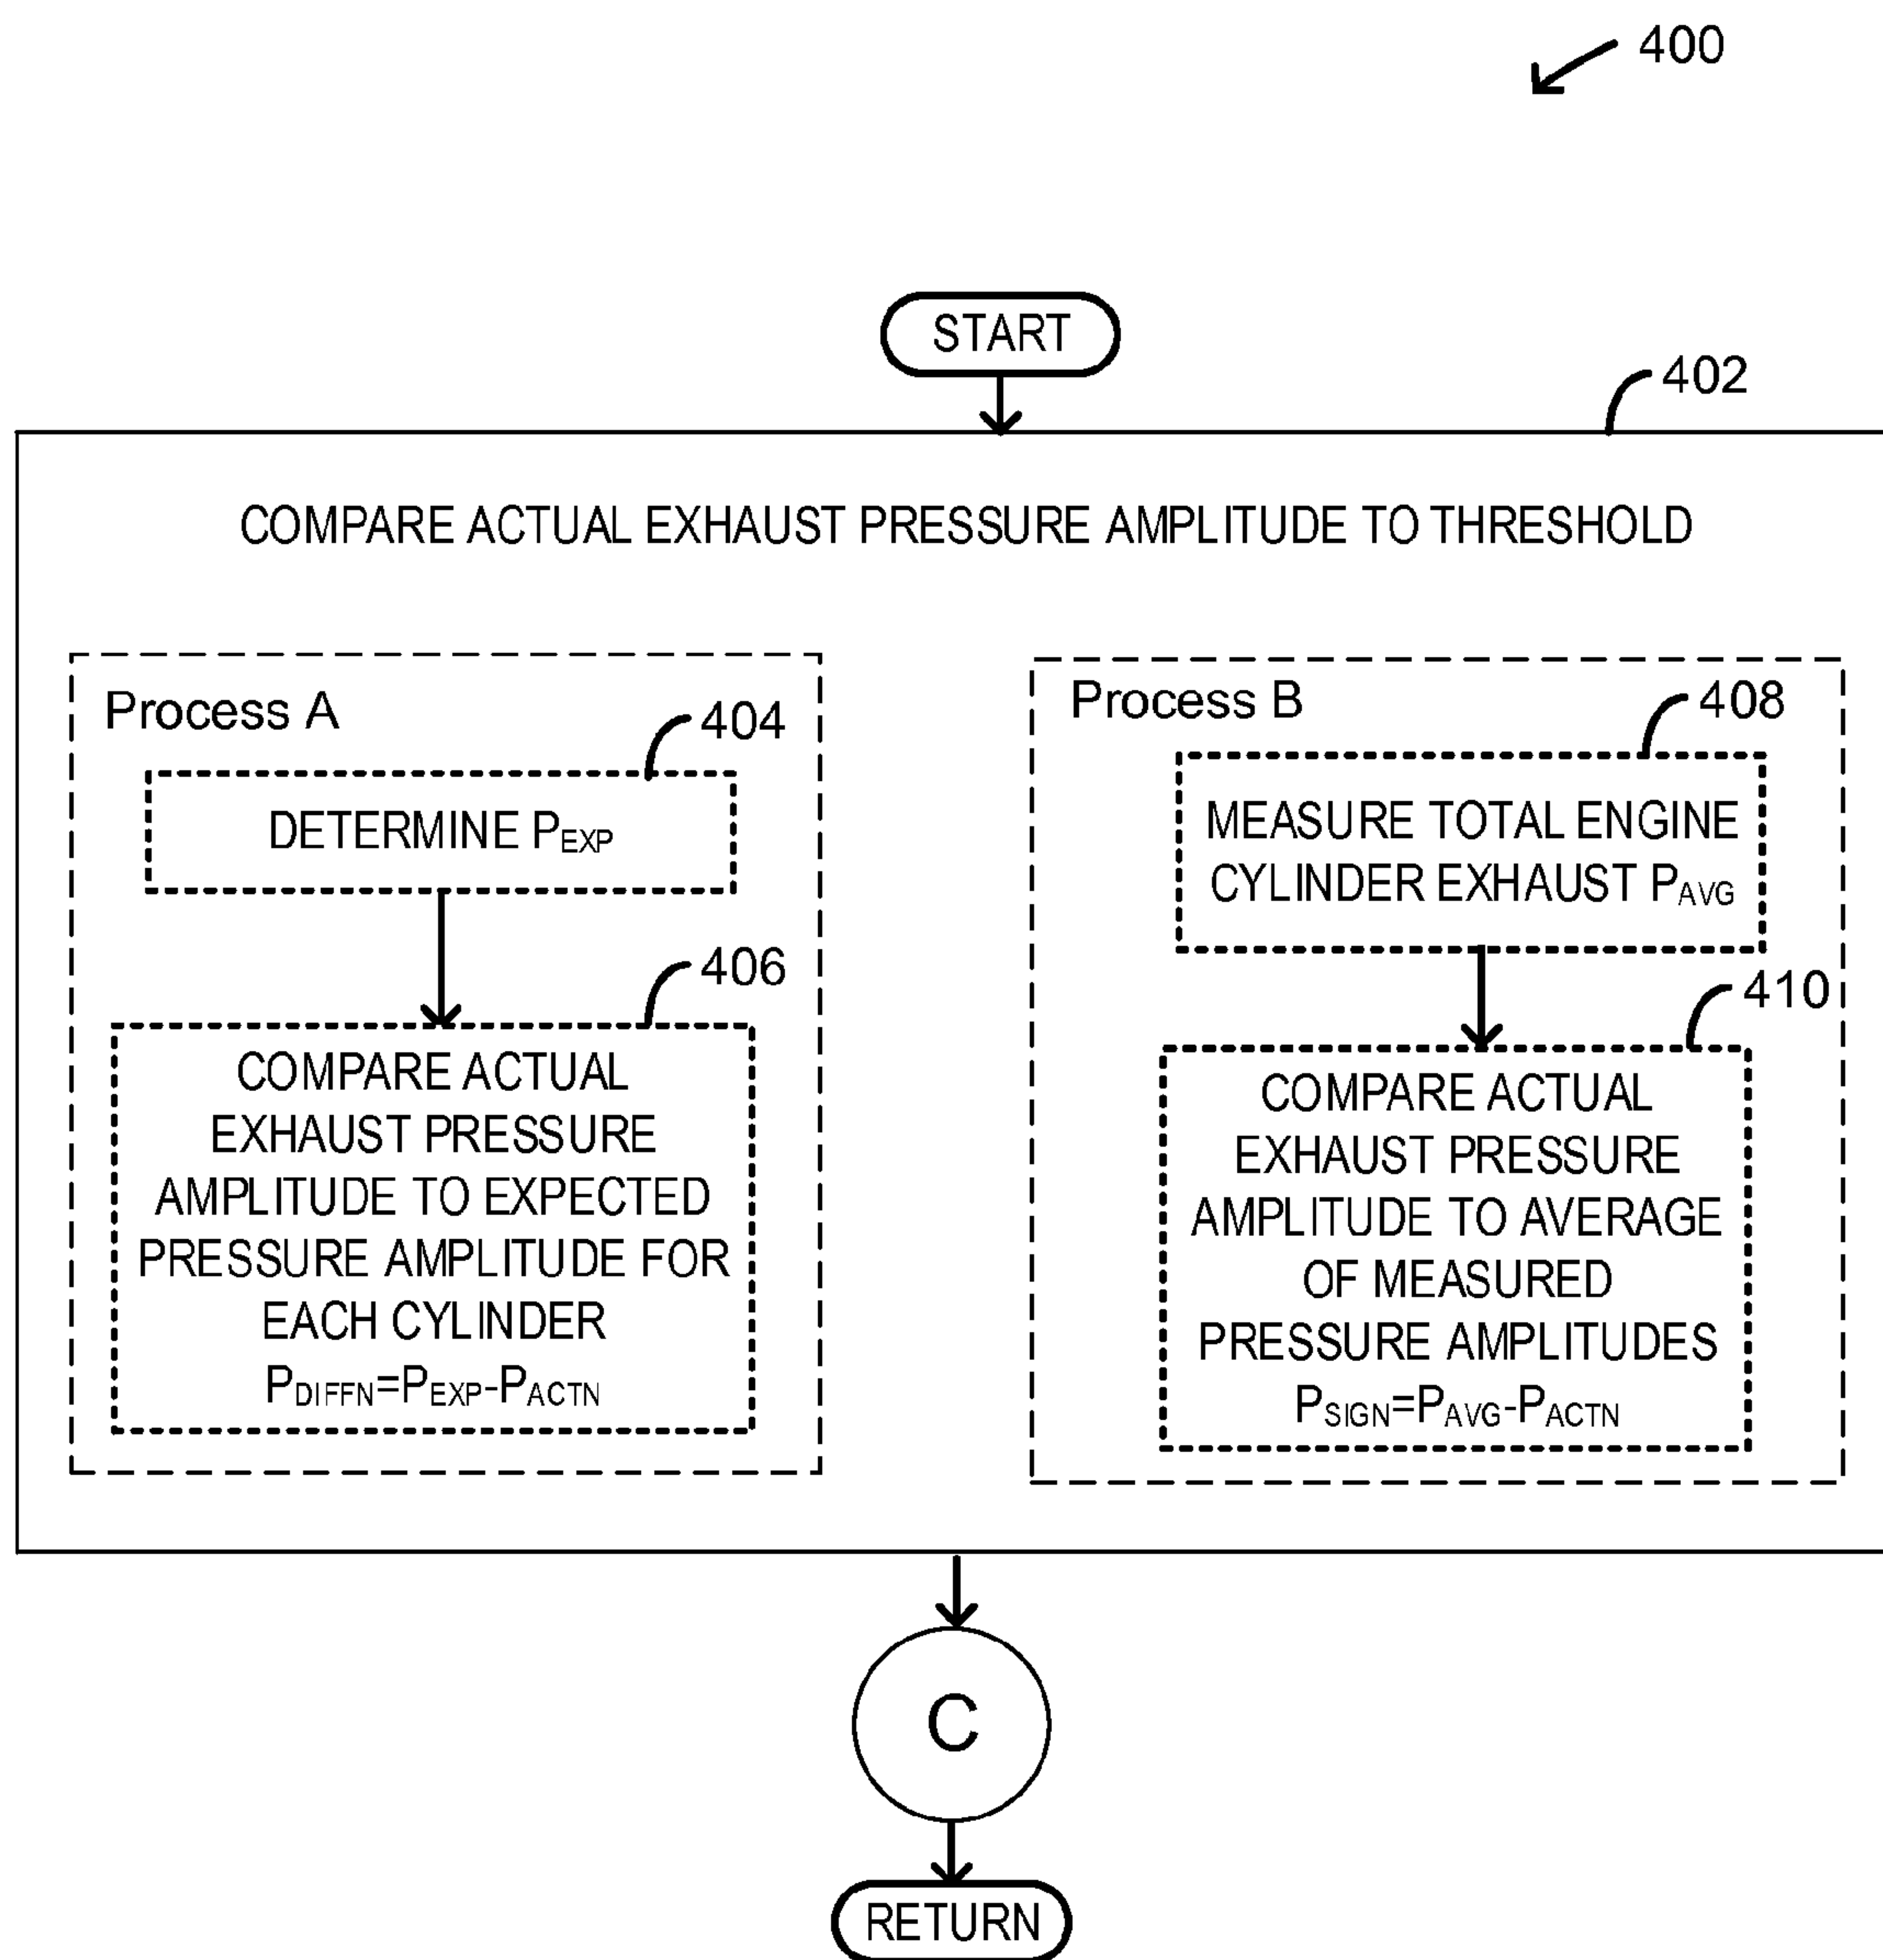 400
START
402
COMPARE ACTUAL EXHAUST PRESSURE AMPLITUDE TO THRESHOLD
Process A
404
DETERMINE PEXP
406
COMPARE ACTUAL
EXHAUST PRESSURE
AMPLITUDE TO EXPECTED
PRESSURE AMPLITUDE FOR
EACH CYLINDER
PDIFFN=PEXP-PACTN
Process B
408
MEASURE TOTAL ENGINE
CYLINDER EXHAUST PAVG
410
COMPARE ACTUAL
EXHAUST PRESSURE
AMPLITUDE TO AVERAGE
OF MEASURED
PRESSURE AMPLITUDES
PSIGN=PAVG-PACTN
C
RETURN